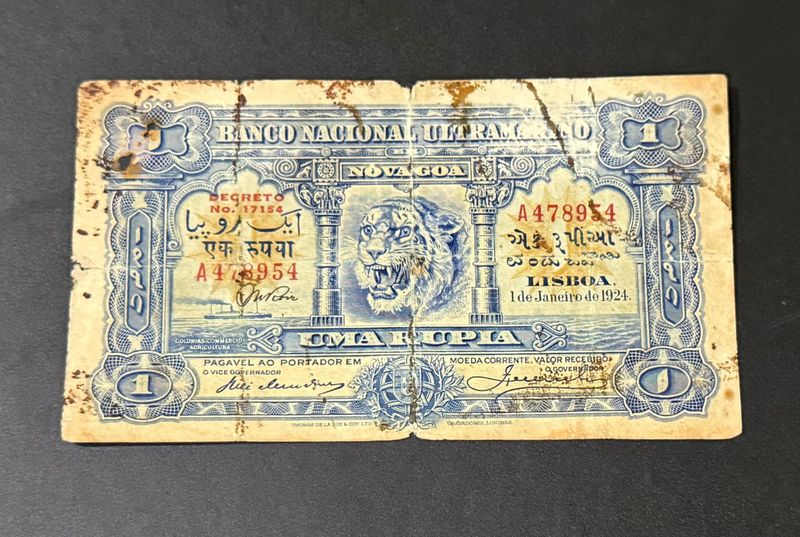 BANCO NACIONAL ULTRAMARINO
1
NOVA GOA
DECRETO
No. 17154
ایک روپیا
एक रुपया
A478954
A478954
એક રૂપીઆ
LISBOA,
1 de Janeiro de 1924.
COLONIAS, COMMERCIO
AGRICULTURA
UMA RUPIA
PAGAVEL AO PORTADOR EM
MOEDA CORRENTE, VALOR RECEBIDO
O VICE GOVERNADOR
O GOVERNADOR
1
THOMAS DE LA RUE & COY. LTD.
GRAVADORES, LONDRES.